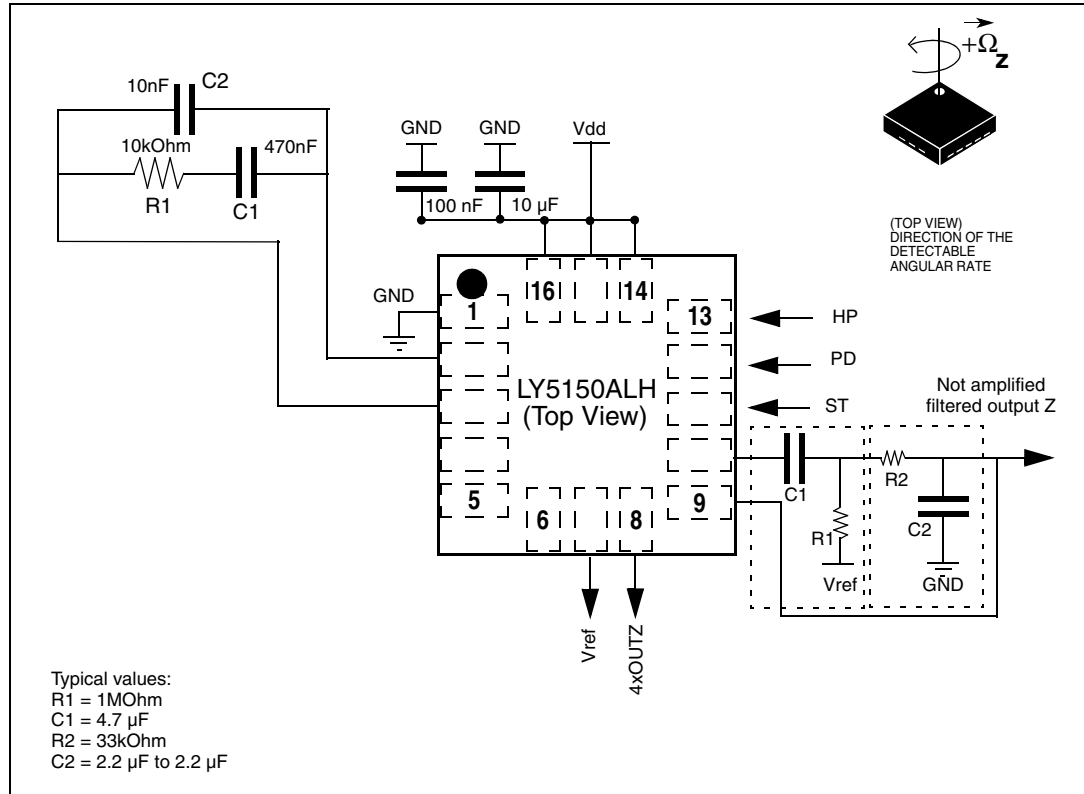 +Ω
Z
(TOP VIEW)
DIRECTION OF THE
DETECTABLE
ANGULAR RATE
10nF
C2
10kOhm
470nF
R1
C1
GND
GND
Vdd
100 nF
10 µF
GND
1
16
14
13
HP
PD
ST
LY5150ALH
(Top View)
Not amplified
filtered output Z
5
6
8
9
C1
R1
Vref
R2
C2
GND
Vref
4xOUTZ
Typical values:
R1 = 1MOhm
C1 = 4.7 µF
R2 = 33kOhm
C2 = 2.2 µF to 2.2 µF